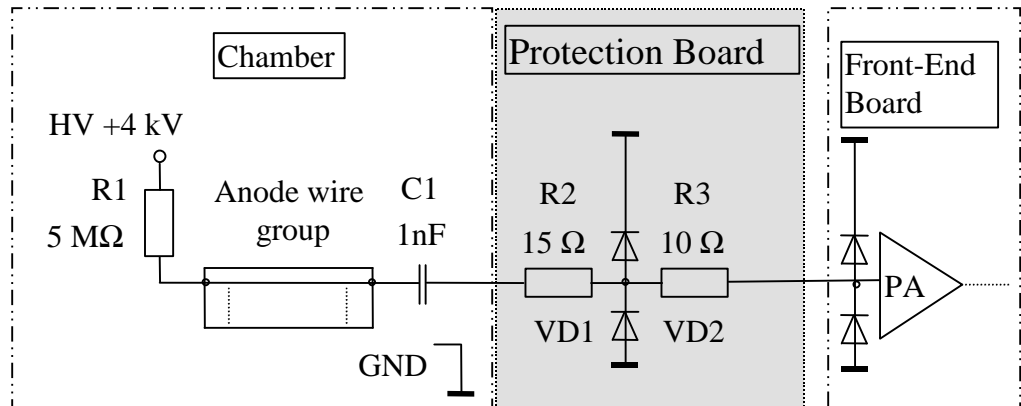 Chamber
HV +4 kV
R1
5 MΩ
Anode wire
group
C1
1nF
GND
Protection Board
R2
15 Ω
R3
10 Ω
VD1
VD2
Front-End
Board
PA